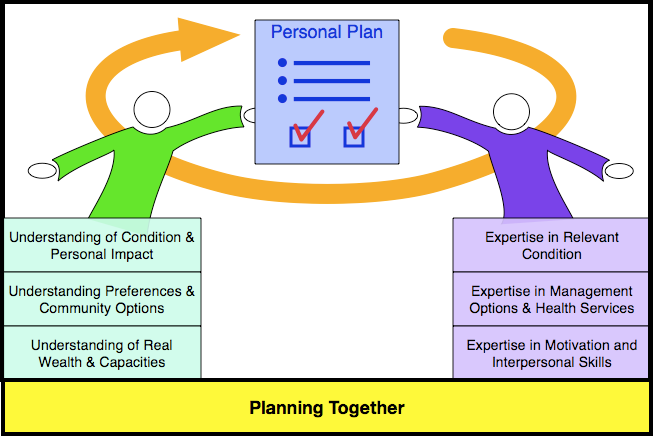 Personal Plan
Understanding of Condition &
Personal Impact
Understanding Preferences &
Community Options
Understanding of Real
Wealth & Capacities
Expertise in Relevant
Condition
Expertise in Management
Options & Health Services
Expertise in Motivation and
Interpersonal Skills
Planning Together